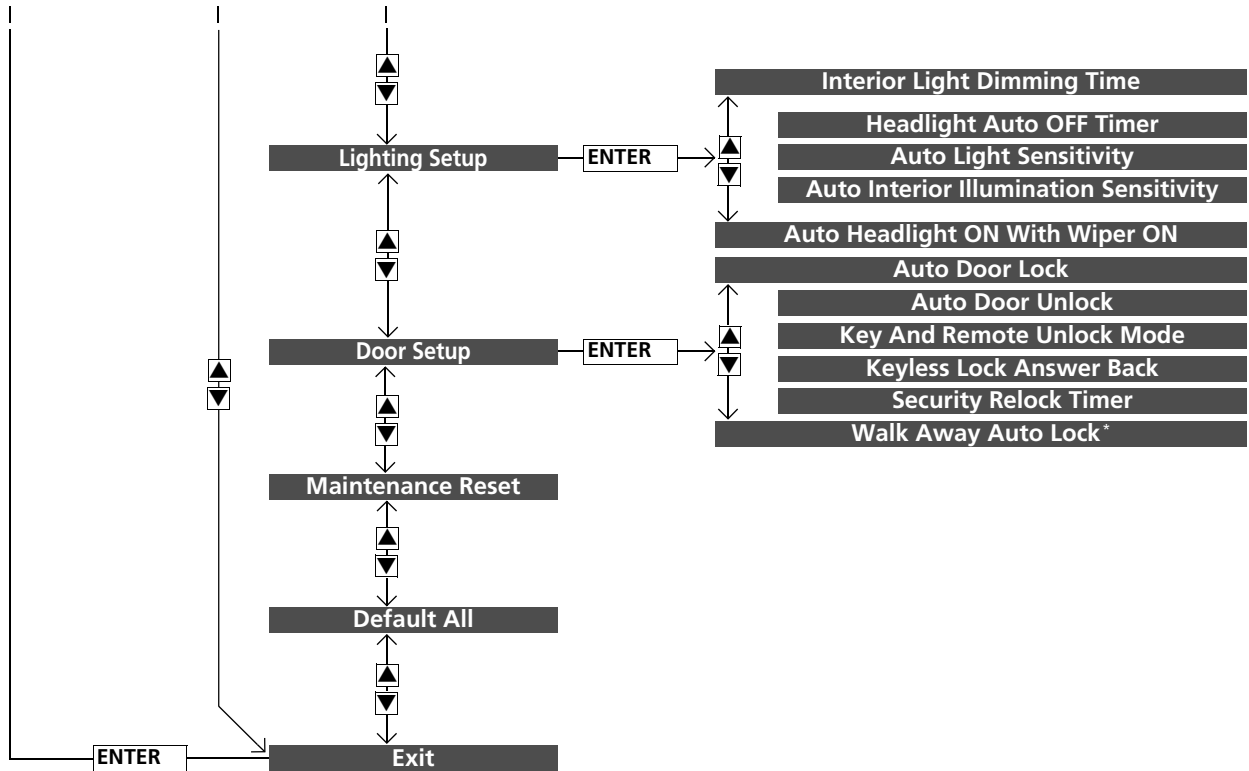 Interior Light Dimming Time
Headlight Auto OFF Timer
Lighting Setup
ENTER
Auto Light Sensitivity
Auto Interior Illumination Sensitivity
Auto Headlight ON With Wiper ON
Auto Door Lock
Auto Door Unlock
Key And Remote Unlock Mode
Door Setup
ENTER
Keyless Lock Answer Back
Security Relock Timer
Walk Away Auto Lock*
Maintenance Reset
Default All
ENTER
Exit